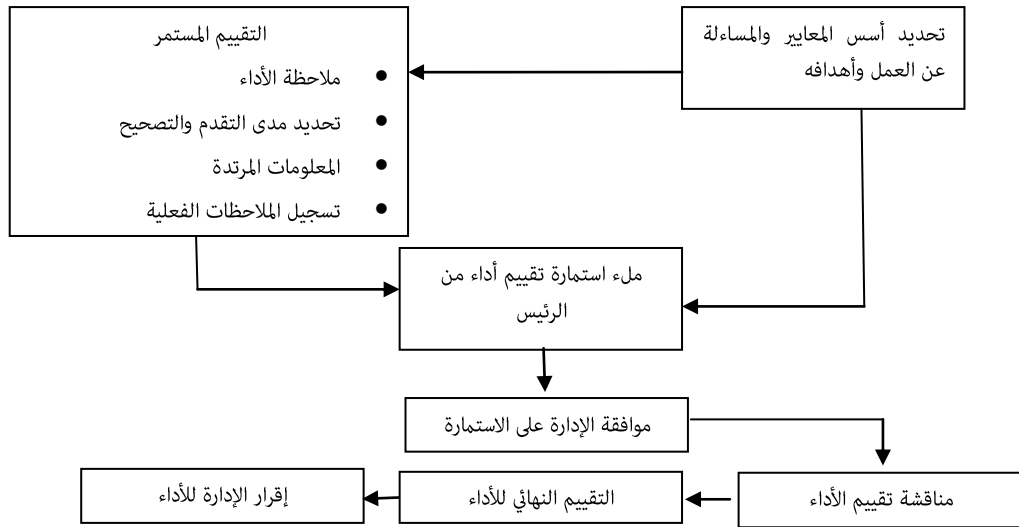 تحديد أسس المعايير والمساءلة
عن العمل وأهدافه
التقييم المستمر
● ملاحظة الأداء
● تحديد مدى التقدم والتصحيح
● المعلومات المرتدة
● تسجيل الملاحظات الفعلية
ملء استمارة تقييم أداء من
الرئيس
موافقة الإدارة على الاستمارة
مناقشة تقييم الأداء
التقييم النهائي للأداء
إقرار الإدارة للأداء